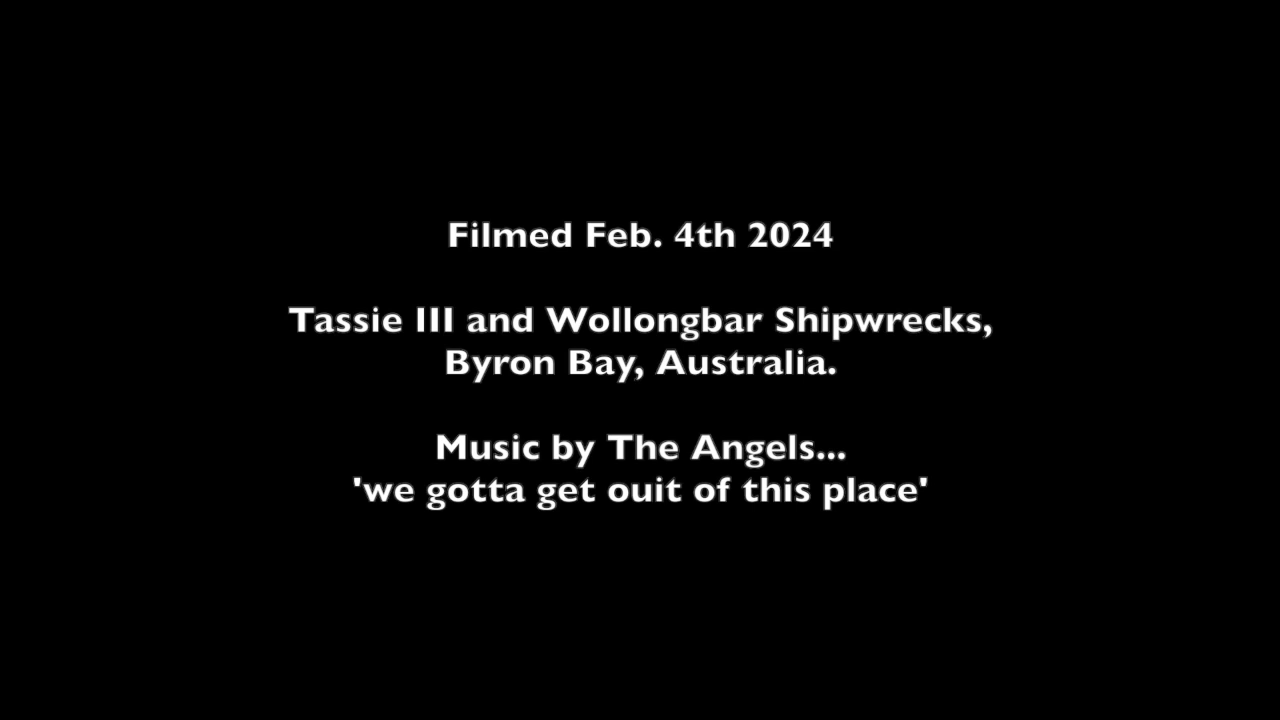 Filmed Feb. 4th 2024
Tassie III and Wollongbar Shipwrecks,
Byron Bay, Australia.
Music by The Angels...
'we gotta get ouit of this place'